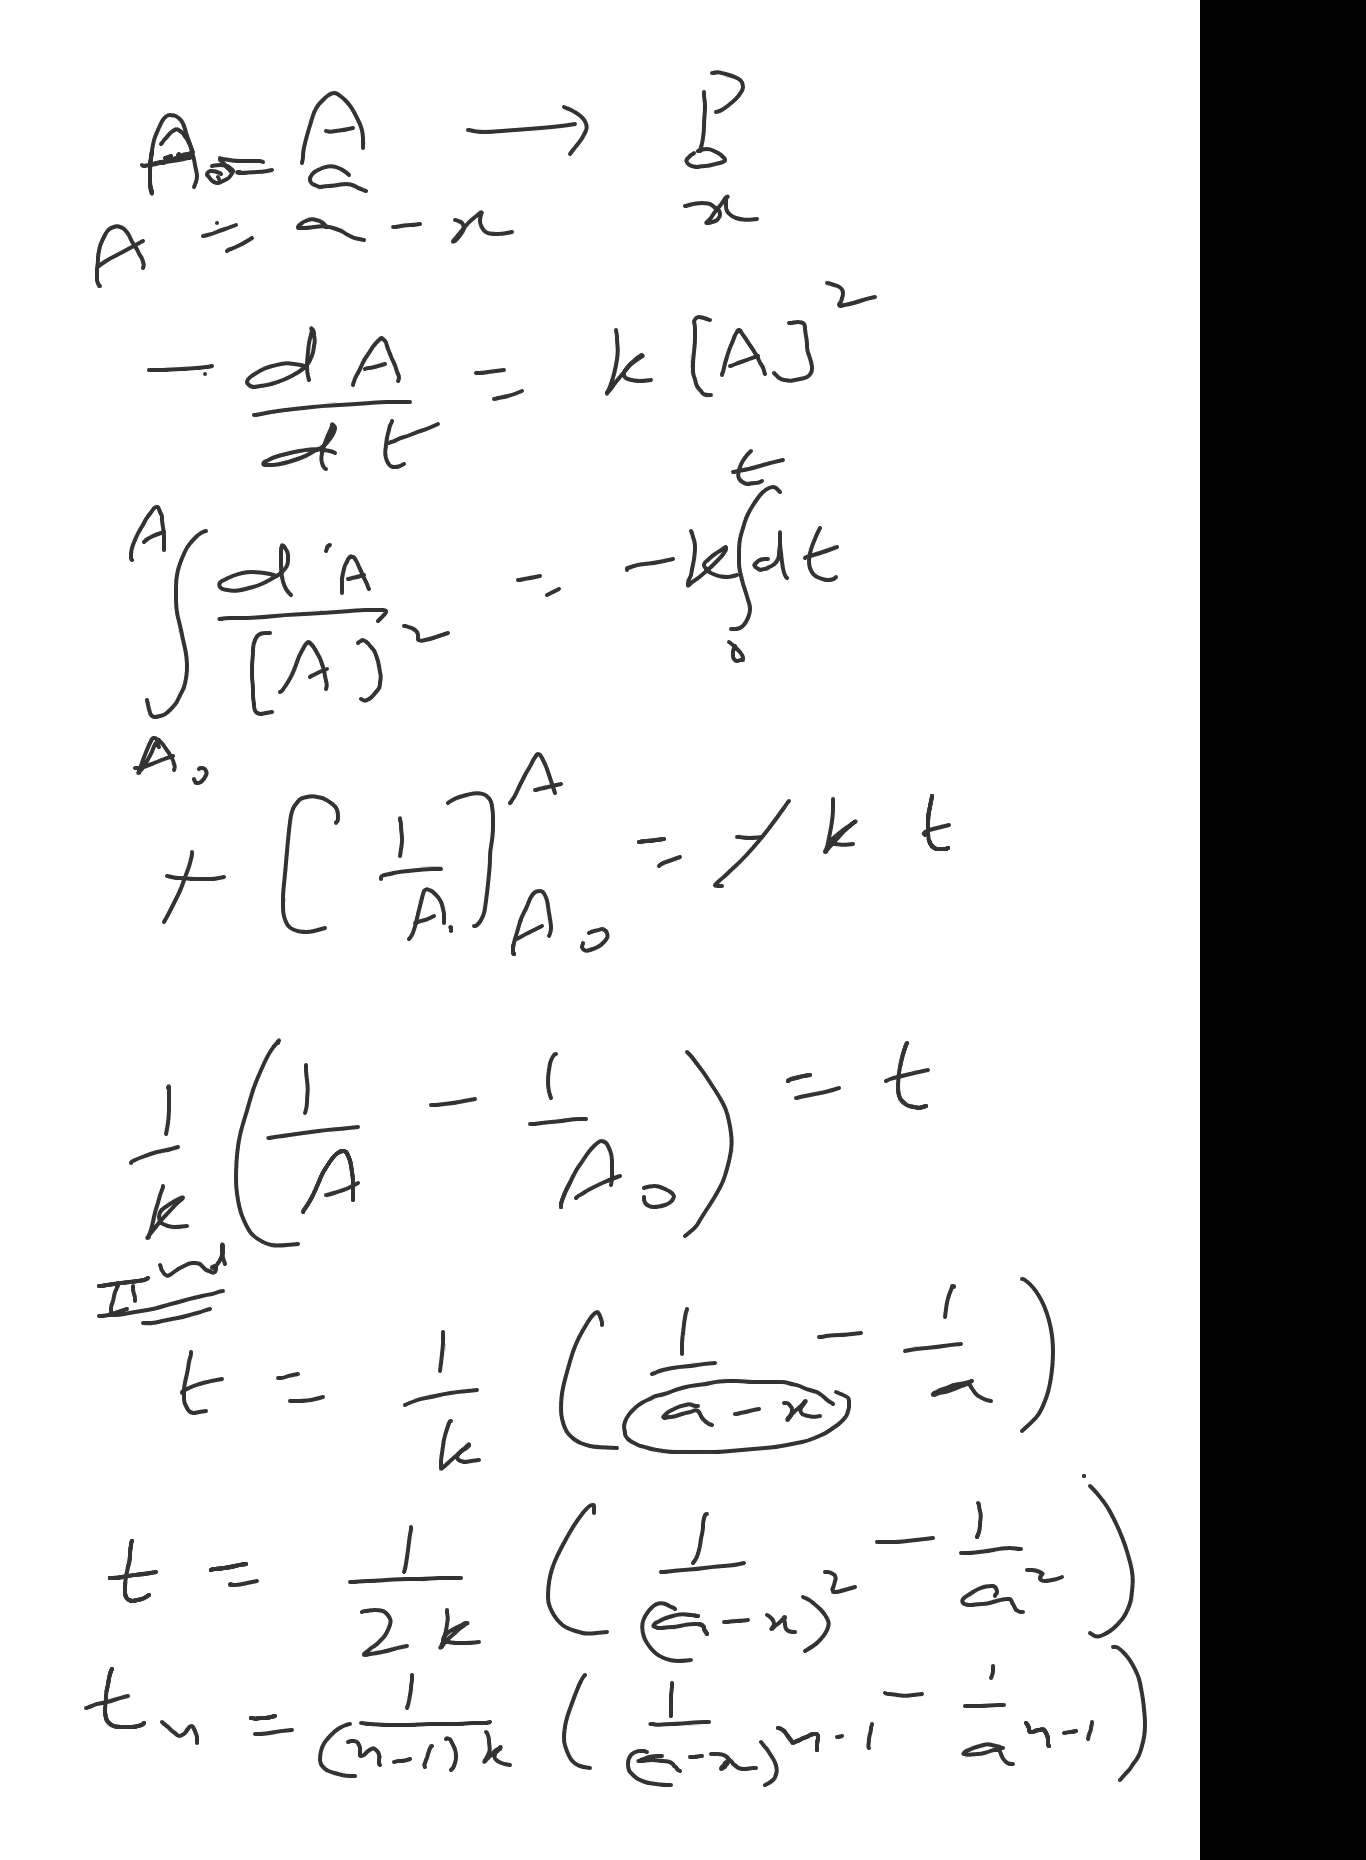 A₀ = A → P
a 0
A = a - x x
- dA/dt = k [A]²
∫_{A₀}^{A} dA/[A]² = -k ∫₀^t dt
+ [1/A]_{A₀}^{A} = - k t
1/k (1/A - 1/A₀) = t
IInd
t = 1/k (1/(a - x) - 1/a)
t = 1/2k (1/(a-x)² - 1/a²)
tₙ = 1/(n-1)k (1/(a-x)ⁿ⁻¹ - 1/aⁿ⁻¹)